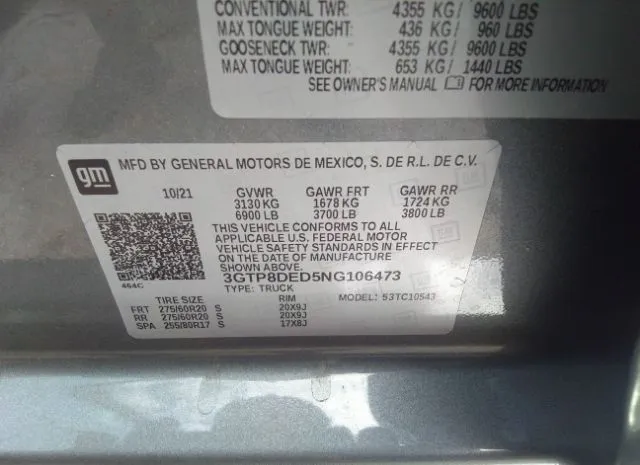 CONVENTIONAL TWR: 4355 KG/ 9600 LBS
MAX TONGUE WEIGHT: 436 KG/ 960 LBS
GOOSENECK TWR: 4355 KG/ 9600 LBS
MAX TONGUE WEIGHT: 653 KG/ 1440 LBS
SEE OWNER'S MANUAL FOR MORE INFORMATION
gm MFD BY GENERAL MOTORS DE MEXICO, S. DE R.L. DE C.V.
10/21 GVWR GAWR FRT GAWR RR
3130 KG 1678 KG 1724 KG
6900 LB 3700 LB 3800 LB
THIS VEHICLE CONFORMS TO ALL
APPLICABLE U.S. FEDERAL MOTOR
VEHICLE SAFETY STANDARDS IN EFFECT
ON THE DATE OF MANUFACTURE
SHOWN ABOVE.
464C 3GTP8DED5NG106473
TYPE: TRUCK MODEL: 53TC10543
TIRE SIZE RIM
FRT 275/60R20 S 20X9J
RR 275/60R20 S 20X9J
SPA 255/80R17 S 17X8J